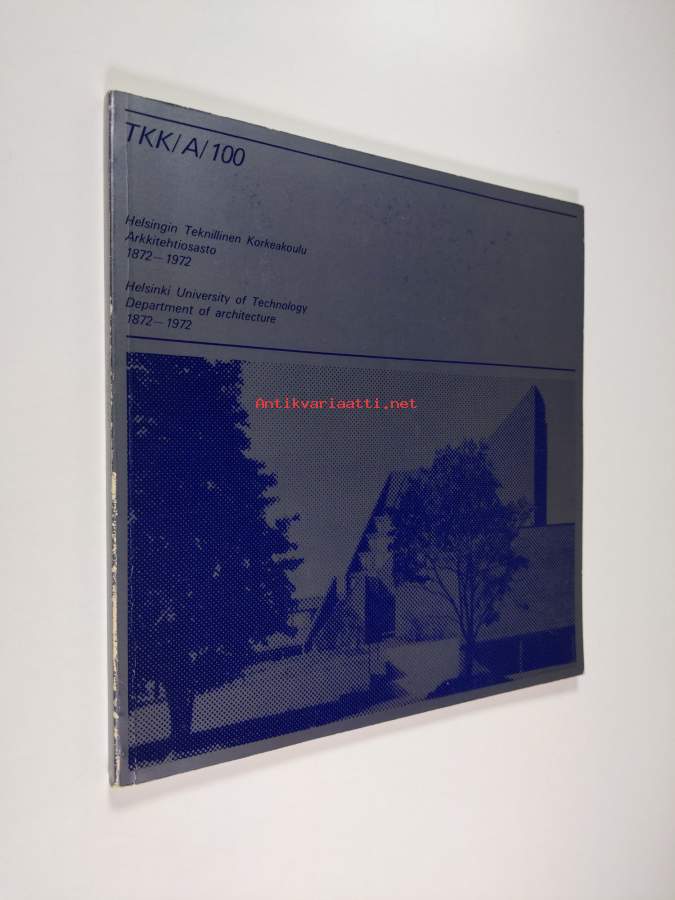 TKK/A/100
Helsingin Teknillinen Korkeakoulu
Arkkitehtiosasto
1872—1972
Helsinki University of Technology
Department of architecture
1872—1972
Antikvariaatti.net